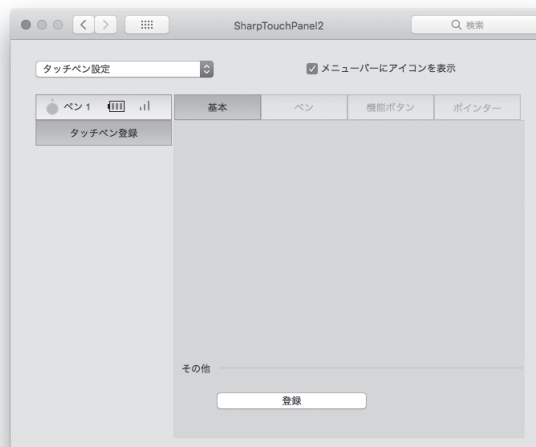 SharpTouchPanel2
検索
タッチペン設定
メニューバーにアイコンを表示
ペン 1
基本
ペン
機能ボタン
ポインター
タッチペン登録
その他
登録